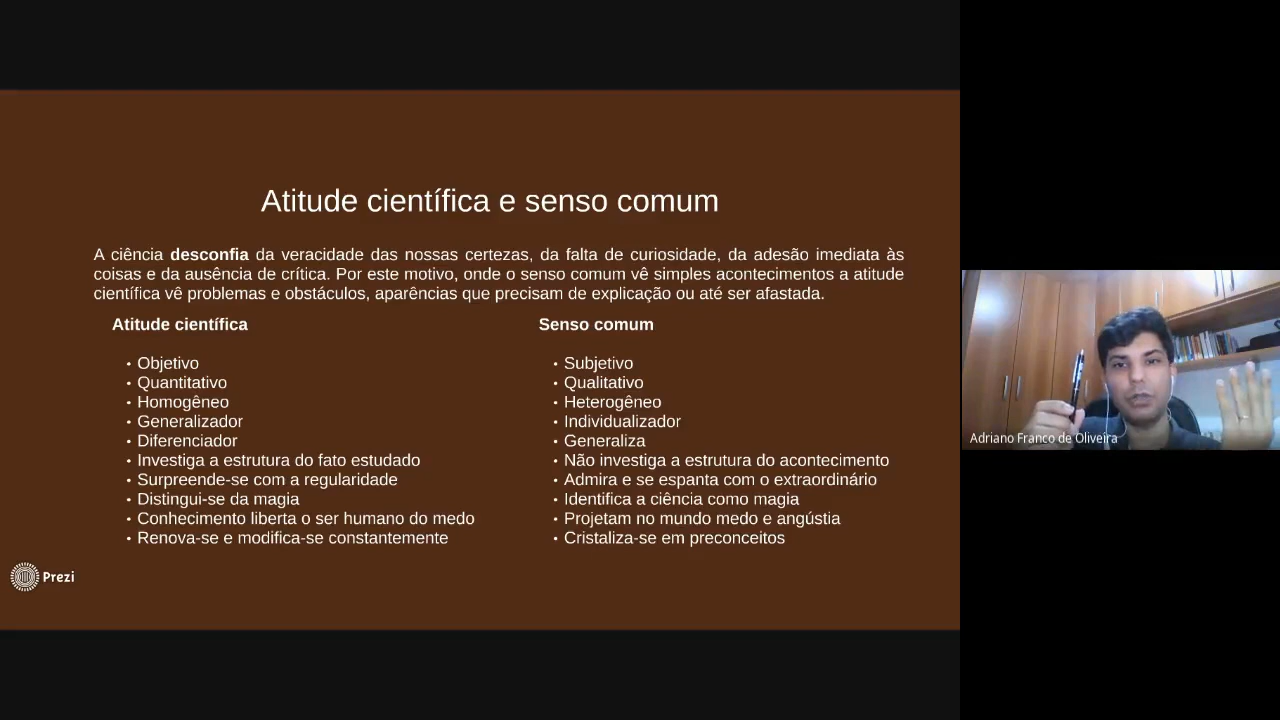 Atitude científica e senso comum
A ciência desconfia da veracidade das nossas certezas, da falta de curiosidade, da adesão imediata às
coisas e da ausência de crítica. Por este motivo, onde o senso comum vê simples acontecimentos a atitude
científica vê problemas e obstáculos, aparências que precisam de explicação ou até ser afastada.
Atitude científica
• Objetivo
• Quantitativo
• Homogêneo
• Generalizador
• Diferenciador
• Investiga a estrutura do fato estudado
• Surpreende-se com a regularidade
• Distingui-se da magia
• Conhecimento liberta o ser humano do medo
• Renova-se e modifica-se constantemente
Senso comum
• Subjetivo
• Qualitativo
• Heterogêneo
• Individualizador
• Generaliza
• Não investiga a estrutura do acontecimento
• Admira e se espanta com o extraordinário
• Identifica a ciência como magia
• Projetam no mundo medo e angústia
• Cristaliza-se em preconceitos
Prezi
Adriano Franco de Oliveira